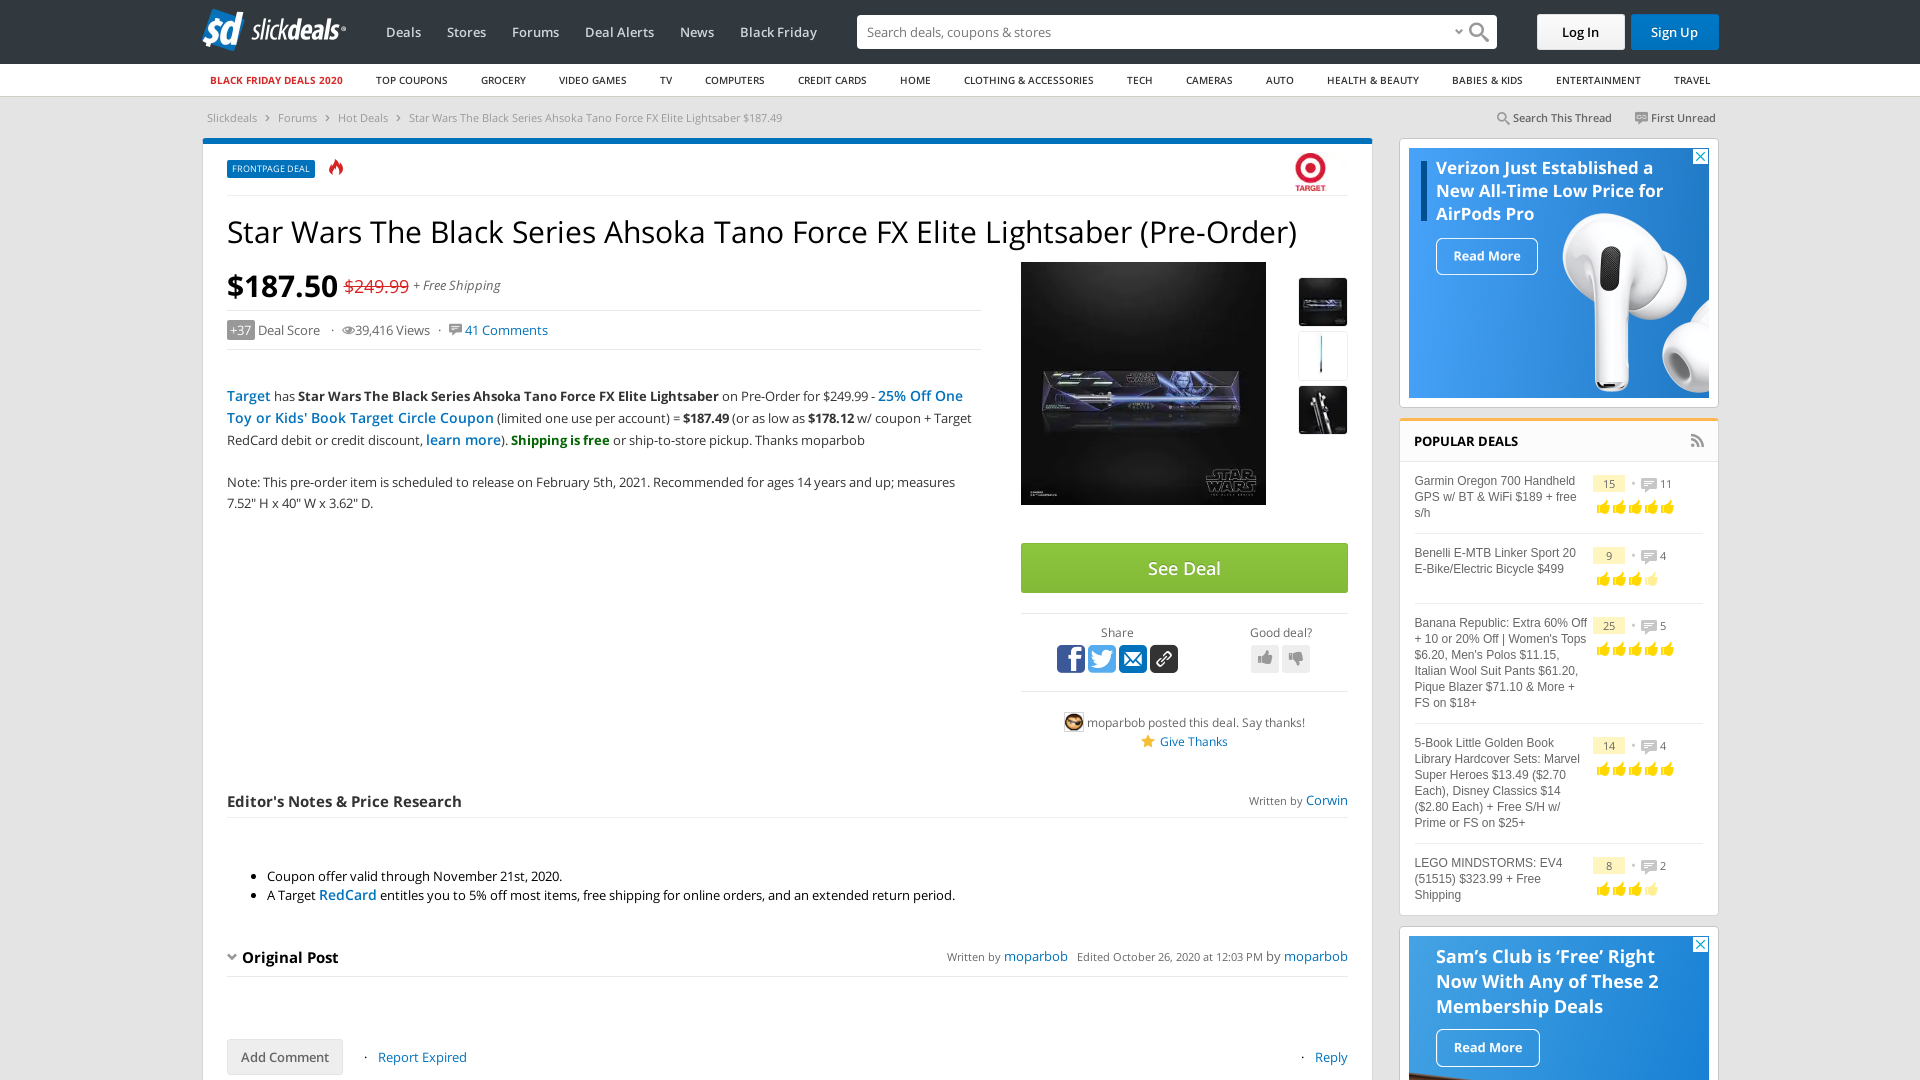 slickdeals
Deals
Stores
Forums
Deal Alerts
News
Black Friday
Search deals, coupons & shops
Log In
Sign Up
BLACK FRIDAY DEALS 2020
TOP COUPONS
GROCERY
VIDEO GAMES
TV
COMPUTERS
CREDIT CARDS
HOME
CLOTHING & ACCESSORIES
TECH
CAMERAS
AUTO
HEALTH & BEAUTY
BABIES & KIDS
ENTERTAINMENT
TRAVEL
Slickdeals › Forums › Hot Deals › Star Wars The Black Series Ahsoka Tano Force FX Elite Lightsaber $187.49
Search This Thread
First Unread
FRONTPAGE DEAL
TARGET
Star Wars The Black Series Ahsoka Tano Force FX Elite Lightsaber (Pre-Order)
$187.50 $249.99 + Free Shipping
+37 Deal Score · 39,416 Views · 41 Comments
Target has Star Wars The Black Series Ahsoka Tano Force FX Elite Lightsaber on Pre-Order for $249.99 - 25% Off One
Toy or Kids' Book Target Circle Coupon (limited one use per account) = $187.49 (or as low as $178.12 w/ coupon + Target
RedCard debit or credit discount, learn more). Shipping is free or ship-to-store pickup. Thanks moparbob
Note: This pre-order item is scheduled to release on February 5th, 2021. Recommended for ages 14 years and up; measures
7.52" H x 40" W x 3.62" D.
STAR
WARS
See Deal
Share
Good deal?
moparbob posted this deal. Say thanks!
Give Thanks
Editor's Notes & Price Research
Written by Corwin
• Coupon offer valid through November 21st, 2020.
• A Target RedCard entitles you to 5% off most items, free shipping for online orders, and an extended return period.
Original Post
Written by moparbob Edited October 26, 2020 at 12:03 PM by moparbob
Add Comment
· Report Expired
· Reply
Verizon Just Established a
New All-Time Low Price for
AirPods Pro
Read More
POPULAR DEALS
Garmin Oregon 700 Handheld
GPS w/ BT & WiFi $189 + free
s/h
15 • 11
Benelli E-MTB Linker Sport 20
E-Bike/Electric Bicycle $499
9 • 4
Banana Republic: Extra 60% Off
+ 10 or 20% Off | Women's Tops
$6.20, Men's Polos $11.15,
Italian Wool Suit Pants $61.20,
Pique Blazer $71.10 & More +
FS on $18+
25 • 5
5-Book Little Golden Book
Library Hardcover Sets: Marvel
Super Heroes $13.49 ($2.70
Each), Disney Classics $14
($2.80 Each) + Free S/H w/
Prime or FS on $25+
14 • 4
LEGO MINDSTORMS: EV4
(51515) $323.99 + Free
Shipping
8 • 2
Sam's Club is 'Free' Right
Now With Any of These 2
Membership Deals
Read More